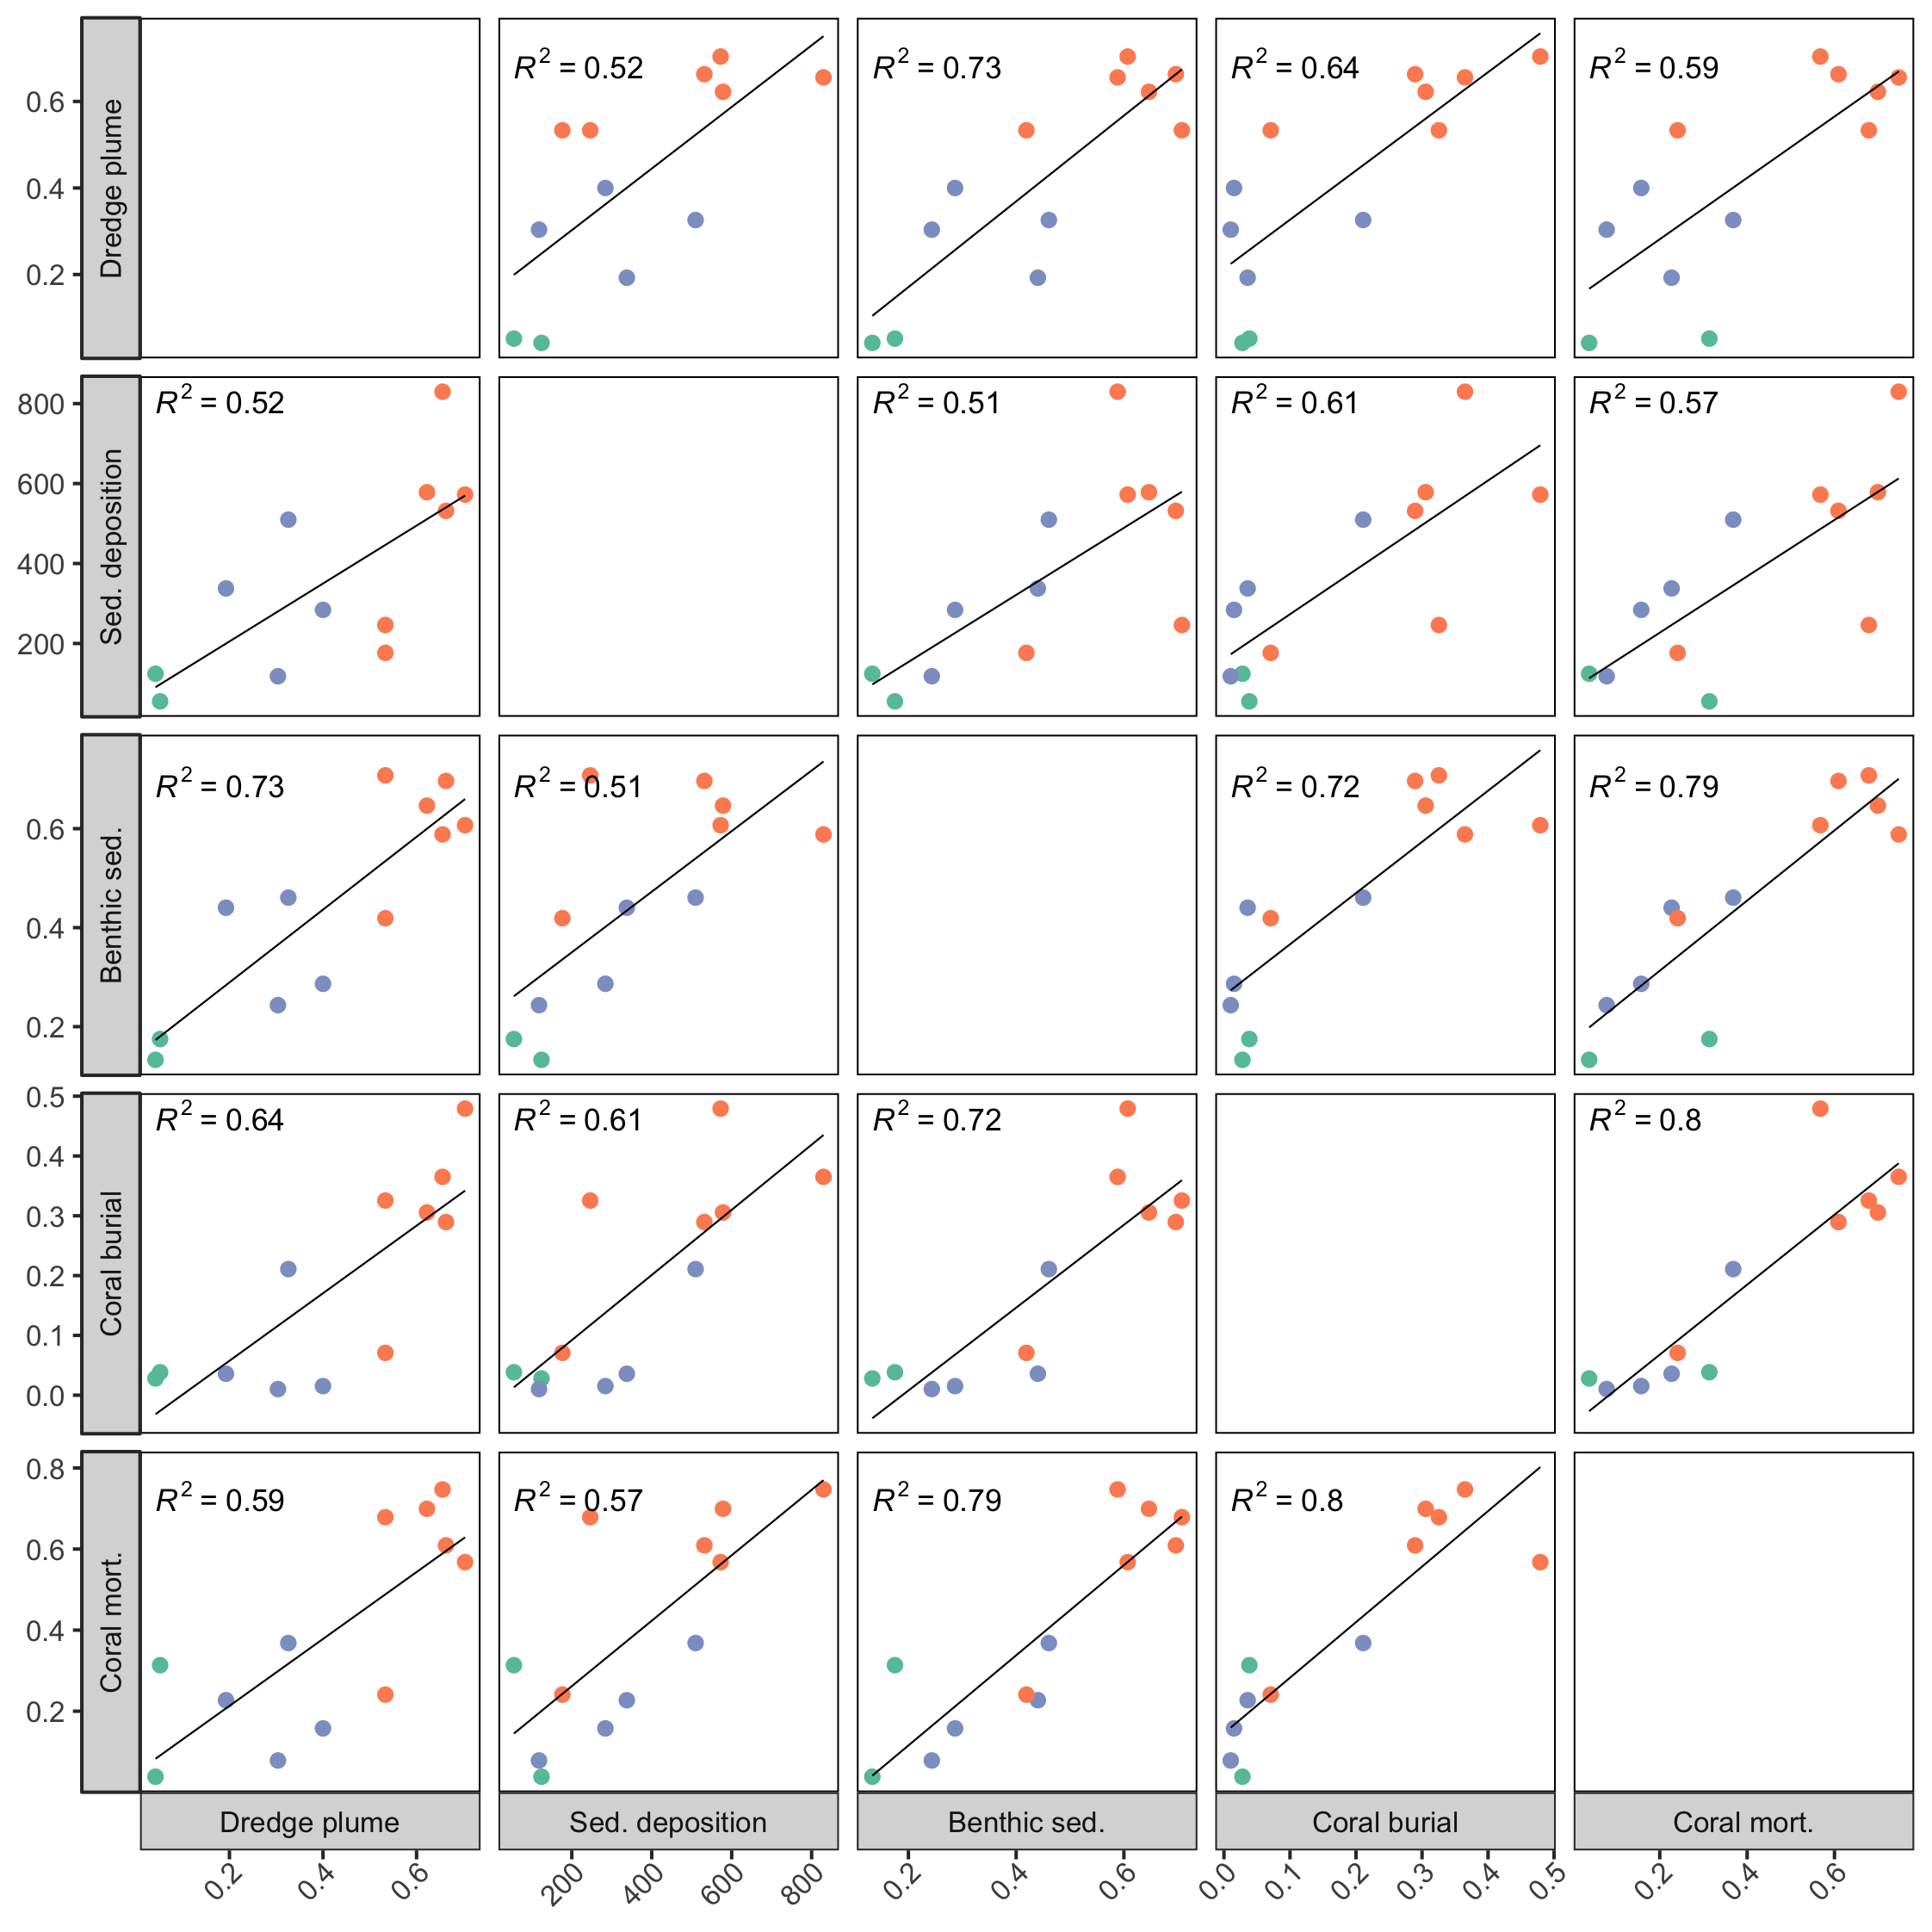 Dredge plume
0.6
0.4
0.2
R² = 0.52
R² = 0.73
R² = 0.64
R² = 0.59
Sed. deposition
800
600
400
200
R² = 0.52
R² = 0.51
R² = 0.61
R² = 0.57
Benthic sed.
0.6
0.4
0.2
R² = 0.73
R² = 0.51
R² = 0.72
R² = 0.79
Coral burial
0.5
0.4
0.3
0.2
0.1
0.0
R² = 0.64
R² = 0.61
R² = 0.72
R² = 0.8
Coral mort.
0.8
0.6
0.4
0.2
R² = 0.59
R² = 0.57
R² = 0.79
R² = 0.8
Dredge plume
Sed. deposition
Benthic sed.
Coral burial
Coral mort.
0.2 0.4 0.6
200 400 600 800
0.2 0.4 0.6
0.0 0.1 0.2 0.3 0.4 0.5
0.2 0.4 0.6